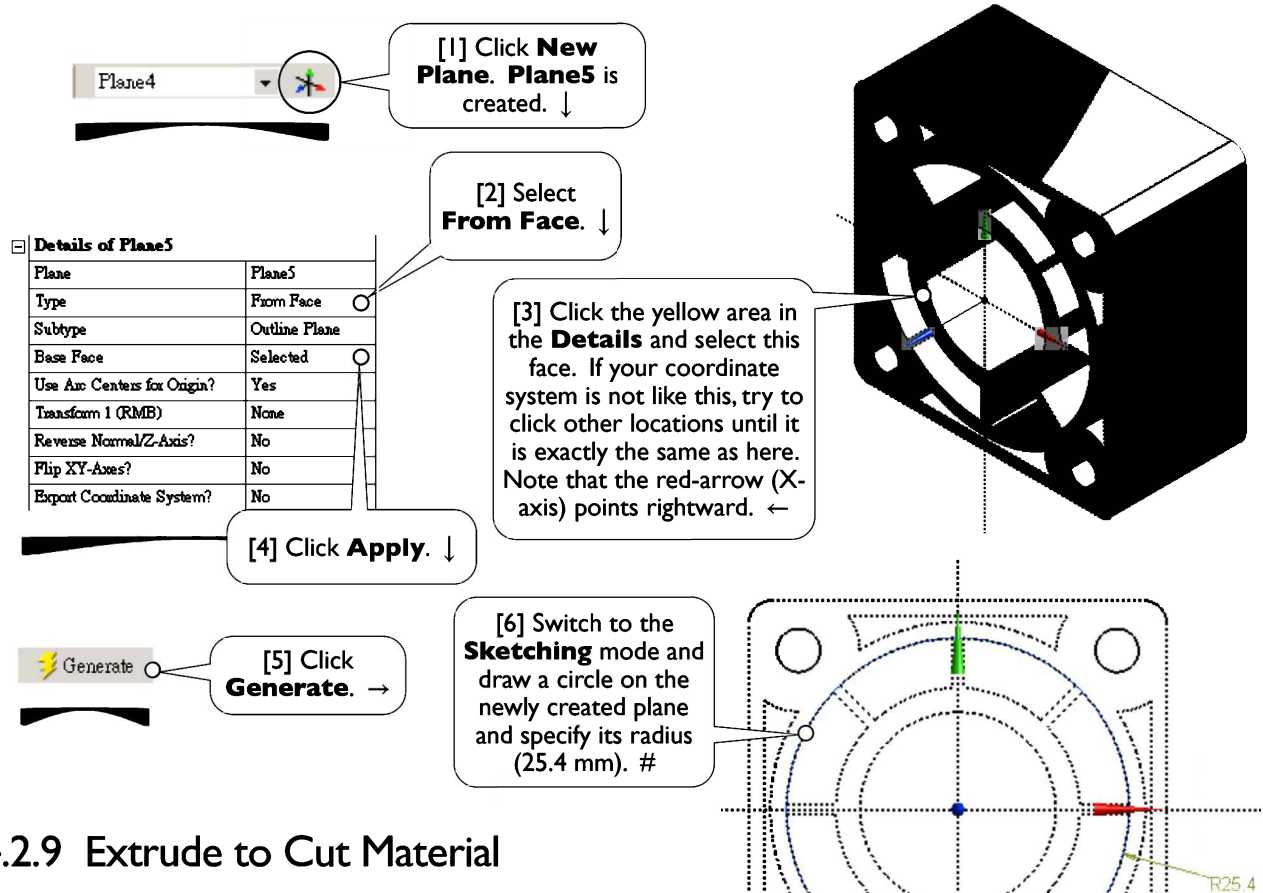 Plane4
[1] Click New
Plane. Plane5 is
created. ↓
[2] Select
From Face. ↓
Details of Plane5
Plane Plane5
Type From Face
Subtype Outline Plane
Base Face Selected
Use Arc Centers for Origin? Yes
Transform 1 (RMB) None
Reverse Normal/Z-Axis? No
Flip XY-Axes? No
Export Coordinate System? No
[3] Click the yellow area in
the Details and select this
face. If your coordinate
system is not like this, try to
click other locations until it
is exactly the same as here.
Note that the red-arrow (X-
axis) points rightward. ←
[4] Click Apply. ↓
Generate
[5] Click
Generate. →
[6] Switch to the
Sketching mode and
draw a circle on the
newly created plane
and specify its radius
(25.4 mm). #
R25.4
.2.9 Extrude to Cut Material